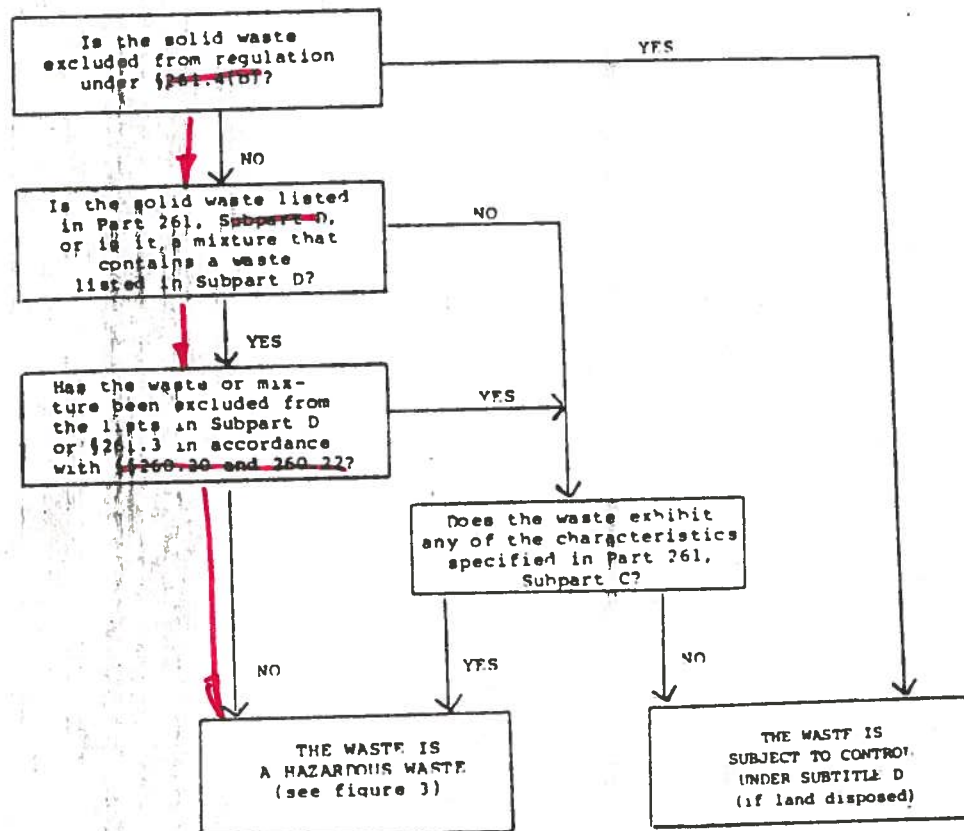 Is the solid waste
excluded from regulation
under §261.4(b)?
YES
NO
Is the solid waste listed
in Part 261, Subpart D,
or is it a mixture that
contains a waste
listed in Subpart D?
NO
YES
Has the waste or mix-
ture been excluded from
the lists in Subpart D
or §261.3 in accordance
with §§260.20 and 260.22?
YES
Does the waste exhibit
any of the characteristics
specified in Part 261,
Subpart C?
NO
YES
NO
THE WASTE IS
A HAZARDOUS WASTE
(see figure 3)
THE WASTE IS
SUBJECT TO CONTROL
UNDER SUBTITLE D
(if land disposed)